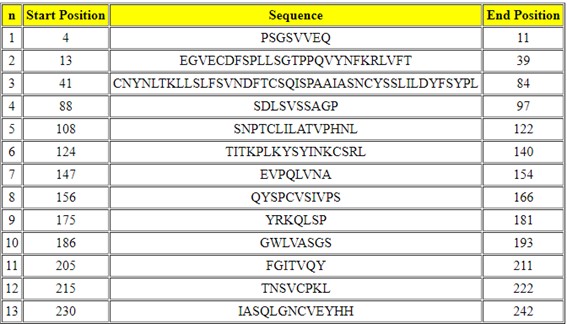 n Start Position Sequence End Position
1 4 PSGSVVEQ 11
2 13 EGVECDFSPLLSGTPPQVYNFKRLVFT 39
3 41 CNYNLTKLLSLFSVNDFTCSQISPAAIASNCYSSLILDYFSYPL 84
4 88 SDLSVSSAGP 97
5 108 SNPTCLILATVPHNL 122
6 124 TITKPLKYSYINKCSRL 140
7 147 EVPQLVNA 154
8 156 QYSPCVSIVPS 166
9 175 YRKQLSP 181
10 186 GWLVASGS 193
11 205 FGITVQY 211
12 215 TNSVCPKL 222
13 230 IASQLGNCVEYHH 242